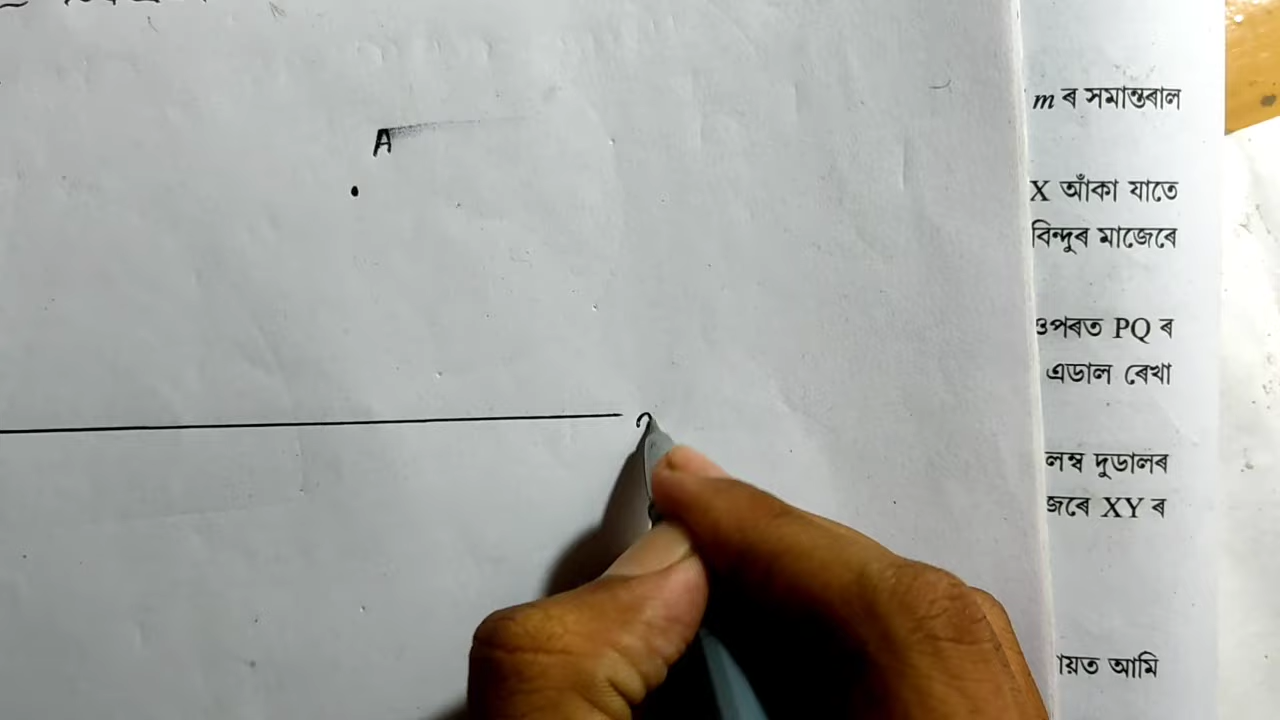 A
m ৰ সমান্তৰাল
X আঁকা যাতে
বিন্দুৰ মাজেৰে
ওপৰত PQ ৰ
এডাল ৰেখা
লম্ব দুডালৰ
জৰে XY ৰ
ায়ত আমি